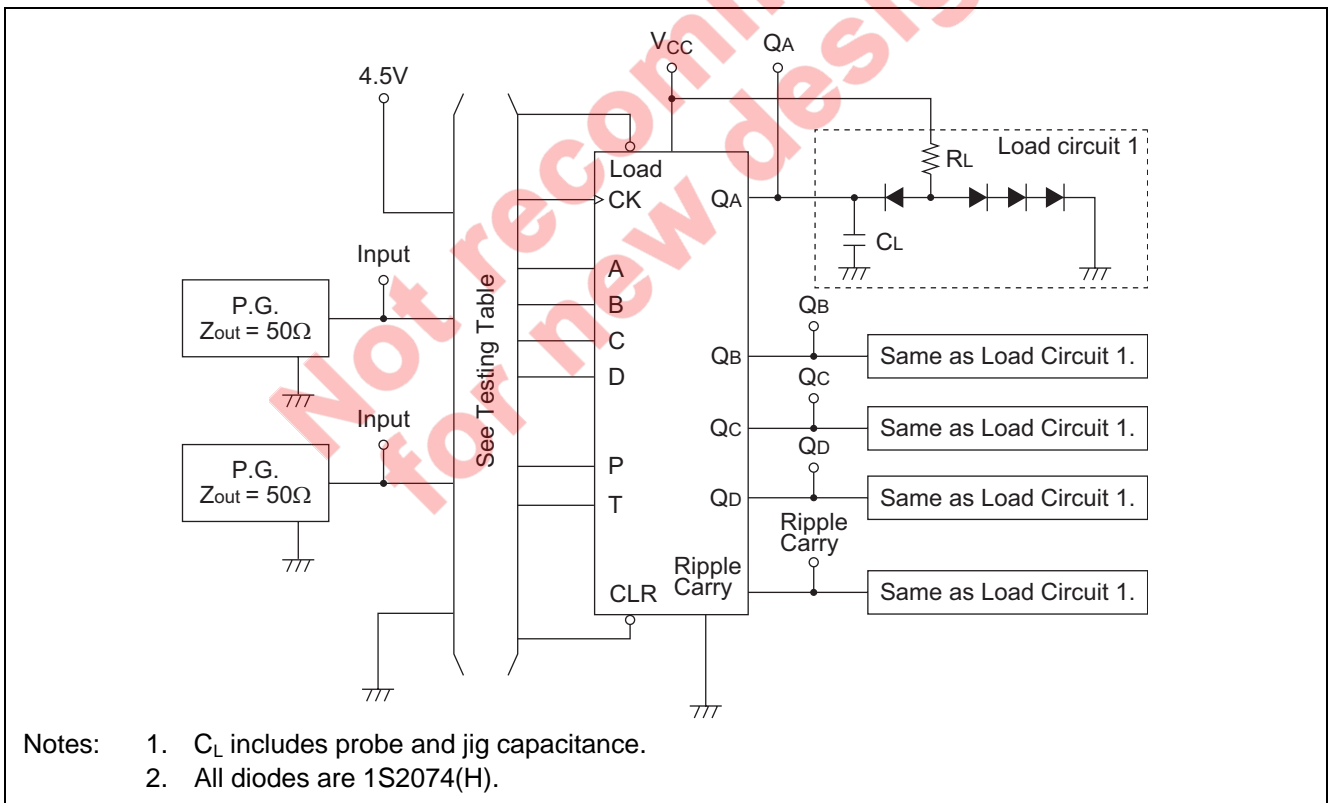 Not recomm
for new desig
VCC
QA
4.5V
Load circuit 1
RL
Load
CK
QA
CL
Input
P.G.
Zout = 50Ω
See Testing Table
A
B
C
D
QB
QB
Same as Load Circuit 1.
QC
QC
Same as Load Circuit 1.
Input
P.G.
Zout = 50Ω
P
T
QD
QD
Same as Load Circuit 1.
Ripple
Carry
Ripple
Carry
CLR
Same as Load Circuit 1.
Notes: 1. CL includes probe and jig capacitance.
2. All diodes are 1S2074(H).